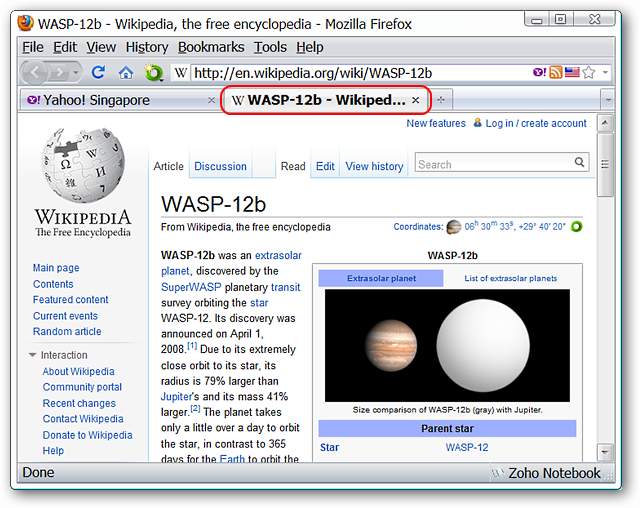 WASP-12b - Wikipedia, the free encyclopedia - Mozilla Firefox
File Edit View History Bookmarks Tools Help
W http://en.wikipedia.org/wiki/WASP-12b
Y! Yahoo! Singapore
W WASP-12b - Wikiped...
New features Log in / create account
Article Discussion Read Edit View history Search
WIKIPEDIA
The Free Encyclopedia
Main page
Contents
Featured content
Current events
Random article
Interaction
About Wikipedia
Community portal
Recent changes
Contact Wikipedia
Donate to Wikipedia
Help
WASP-12b
From Wikipedia, the free encyclopedia
Coordinates: 06h 30m 33s, +29° 40′ 20″
WASP-12b was an extrasolar
planet, discovered by the
SuperWASP planetary transit
survey orbiting the star
WASP-12. Its discovery was
announced on April 1,
2008.[1] Due to its extremely
close orbit to its star, its
radius is 79% larger than
Jupiter's and its mass 41%
larger.[2] The planet takes
only a little over a day to orbit
the star, in contrast to 365
days for the Earth to orbit the
WASP-12b
Extrasolar planet List of extrasolar planets
Size comparison of WASP-12b (gray) with Jupiter.
Parent star
Star WASP-12
Done
Zoho Notebook